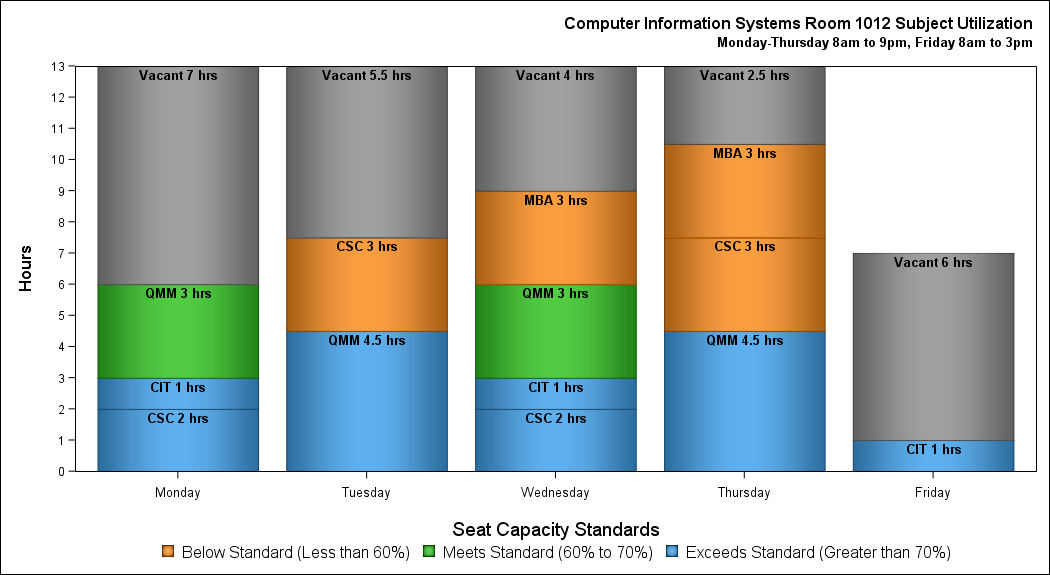 Computer Information Systems Room 1012 Subject Utilization
Monday-Thursday 8am to 9pm, Friday 8am to 3pm
Hours
13
12
11
10
9
8
7
6
5
4
3
2
1
0
Vacant 7 hrs
QMM 3 hrs
CIT 1 hrs
CSC 2 hrs
Vacant 5.5 hrs
CSC 3 hrs
QMM 4.5 hrs
Vacant 4 hrs
MBA 3 hrs
QMM 3 hrs
CIT 1 hrs
CSC 2 hrs
Vacant 2.5 hrs
MBA 3 hrs
CSC 3 hrs
QMM 4.5 hrs
Vacant 6 hrs
CIT 1 hrs
Monday Tuesday Wednesday Thursday Friday
Seat Capacity Standards
Below Standard (Less than 60%) Meets Standard (60% to 70%) Exceeds Standard (Greater than 70%)